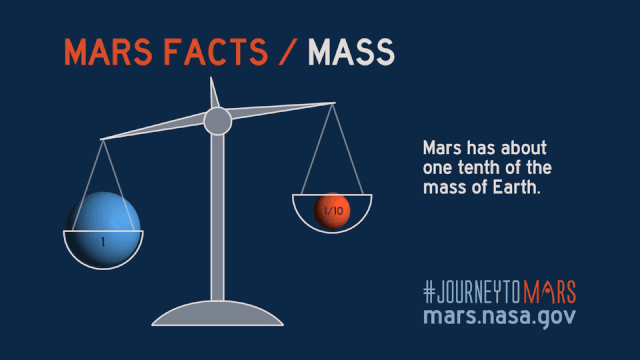 MARS FACTS / MASS
Mars has about
one tenth of the
mass of Earth.
1
1/10
#JOURNEYTOMARS
mars.nasa.gov